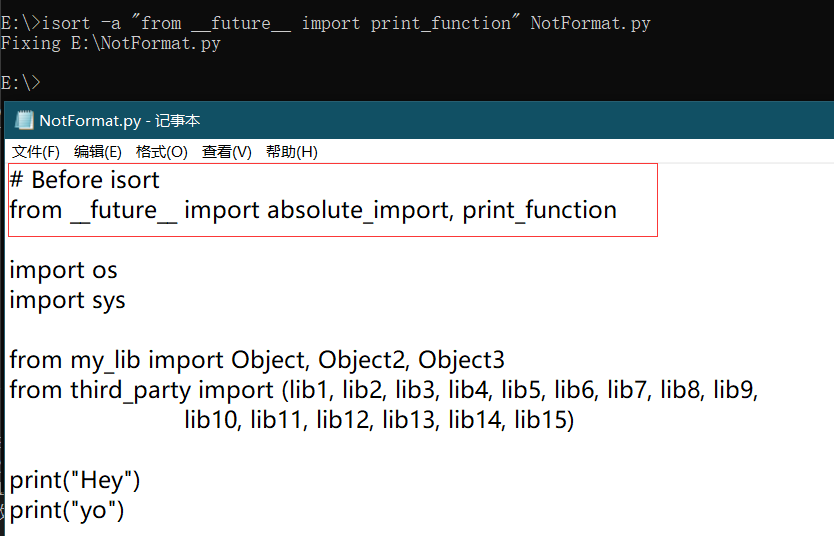 E:\>isort -a "from __future__ import print_function" NotFormat.py
Fixing E:\NotFormat.py
E:\>
NotFormat.py - 记事本
文件(F) 编辑(E) 格式(O) 查看(V) 帮助(H)
# Before isort
from __future__ import absolute_import, print_function
import os
import sys
from my_lib import Object, Object2, Object3
from third_party import (lib1, lib2, lib3, lib4, lib5, lib6, lib7, lib8, lib9,
lib10, lib11, lib12, lib13, lib14, lib15)
print("Hey")
print("yo")